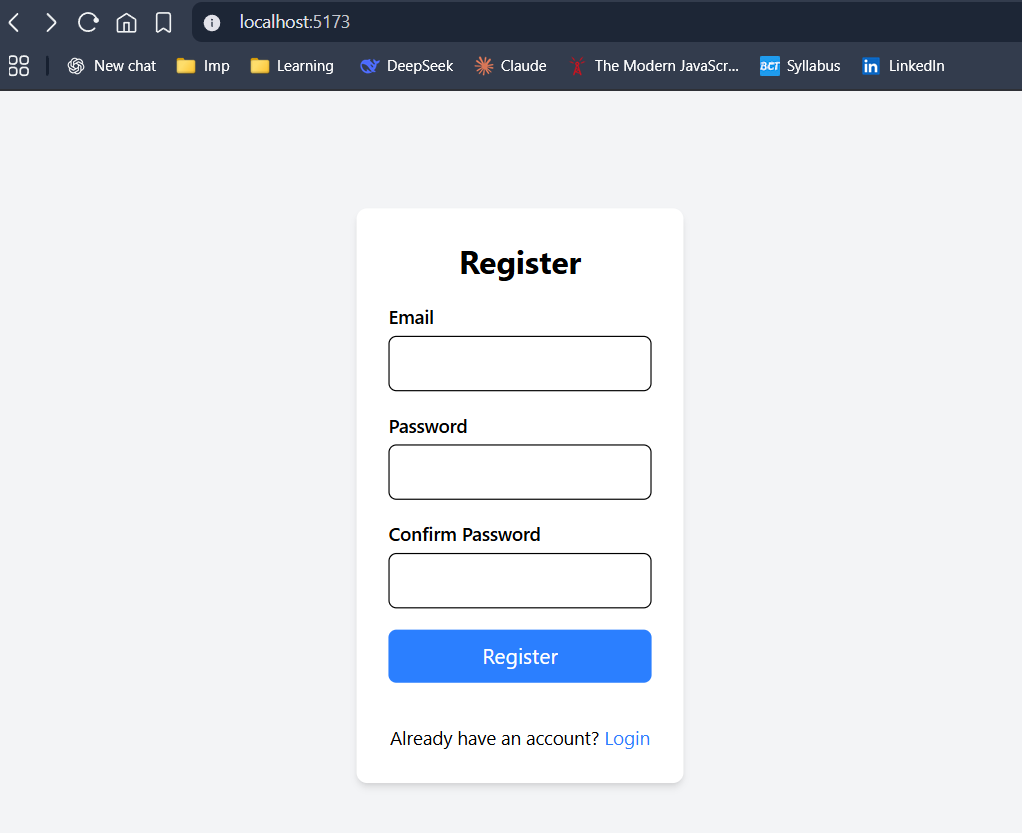 localhost:5173
New chat Imp Learning DeepSeek Claude The Modern JavaScr... BCT Syllabus in LinkedIn
Register
Email
Password
Confirm Password
Register
Already have an account? Login